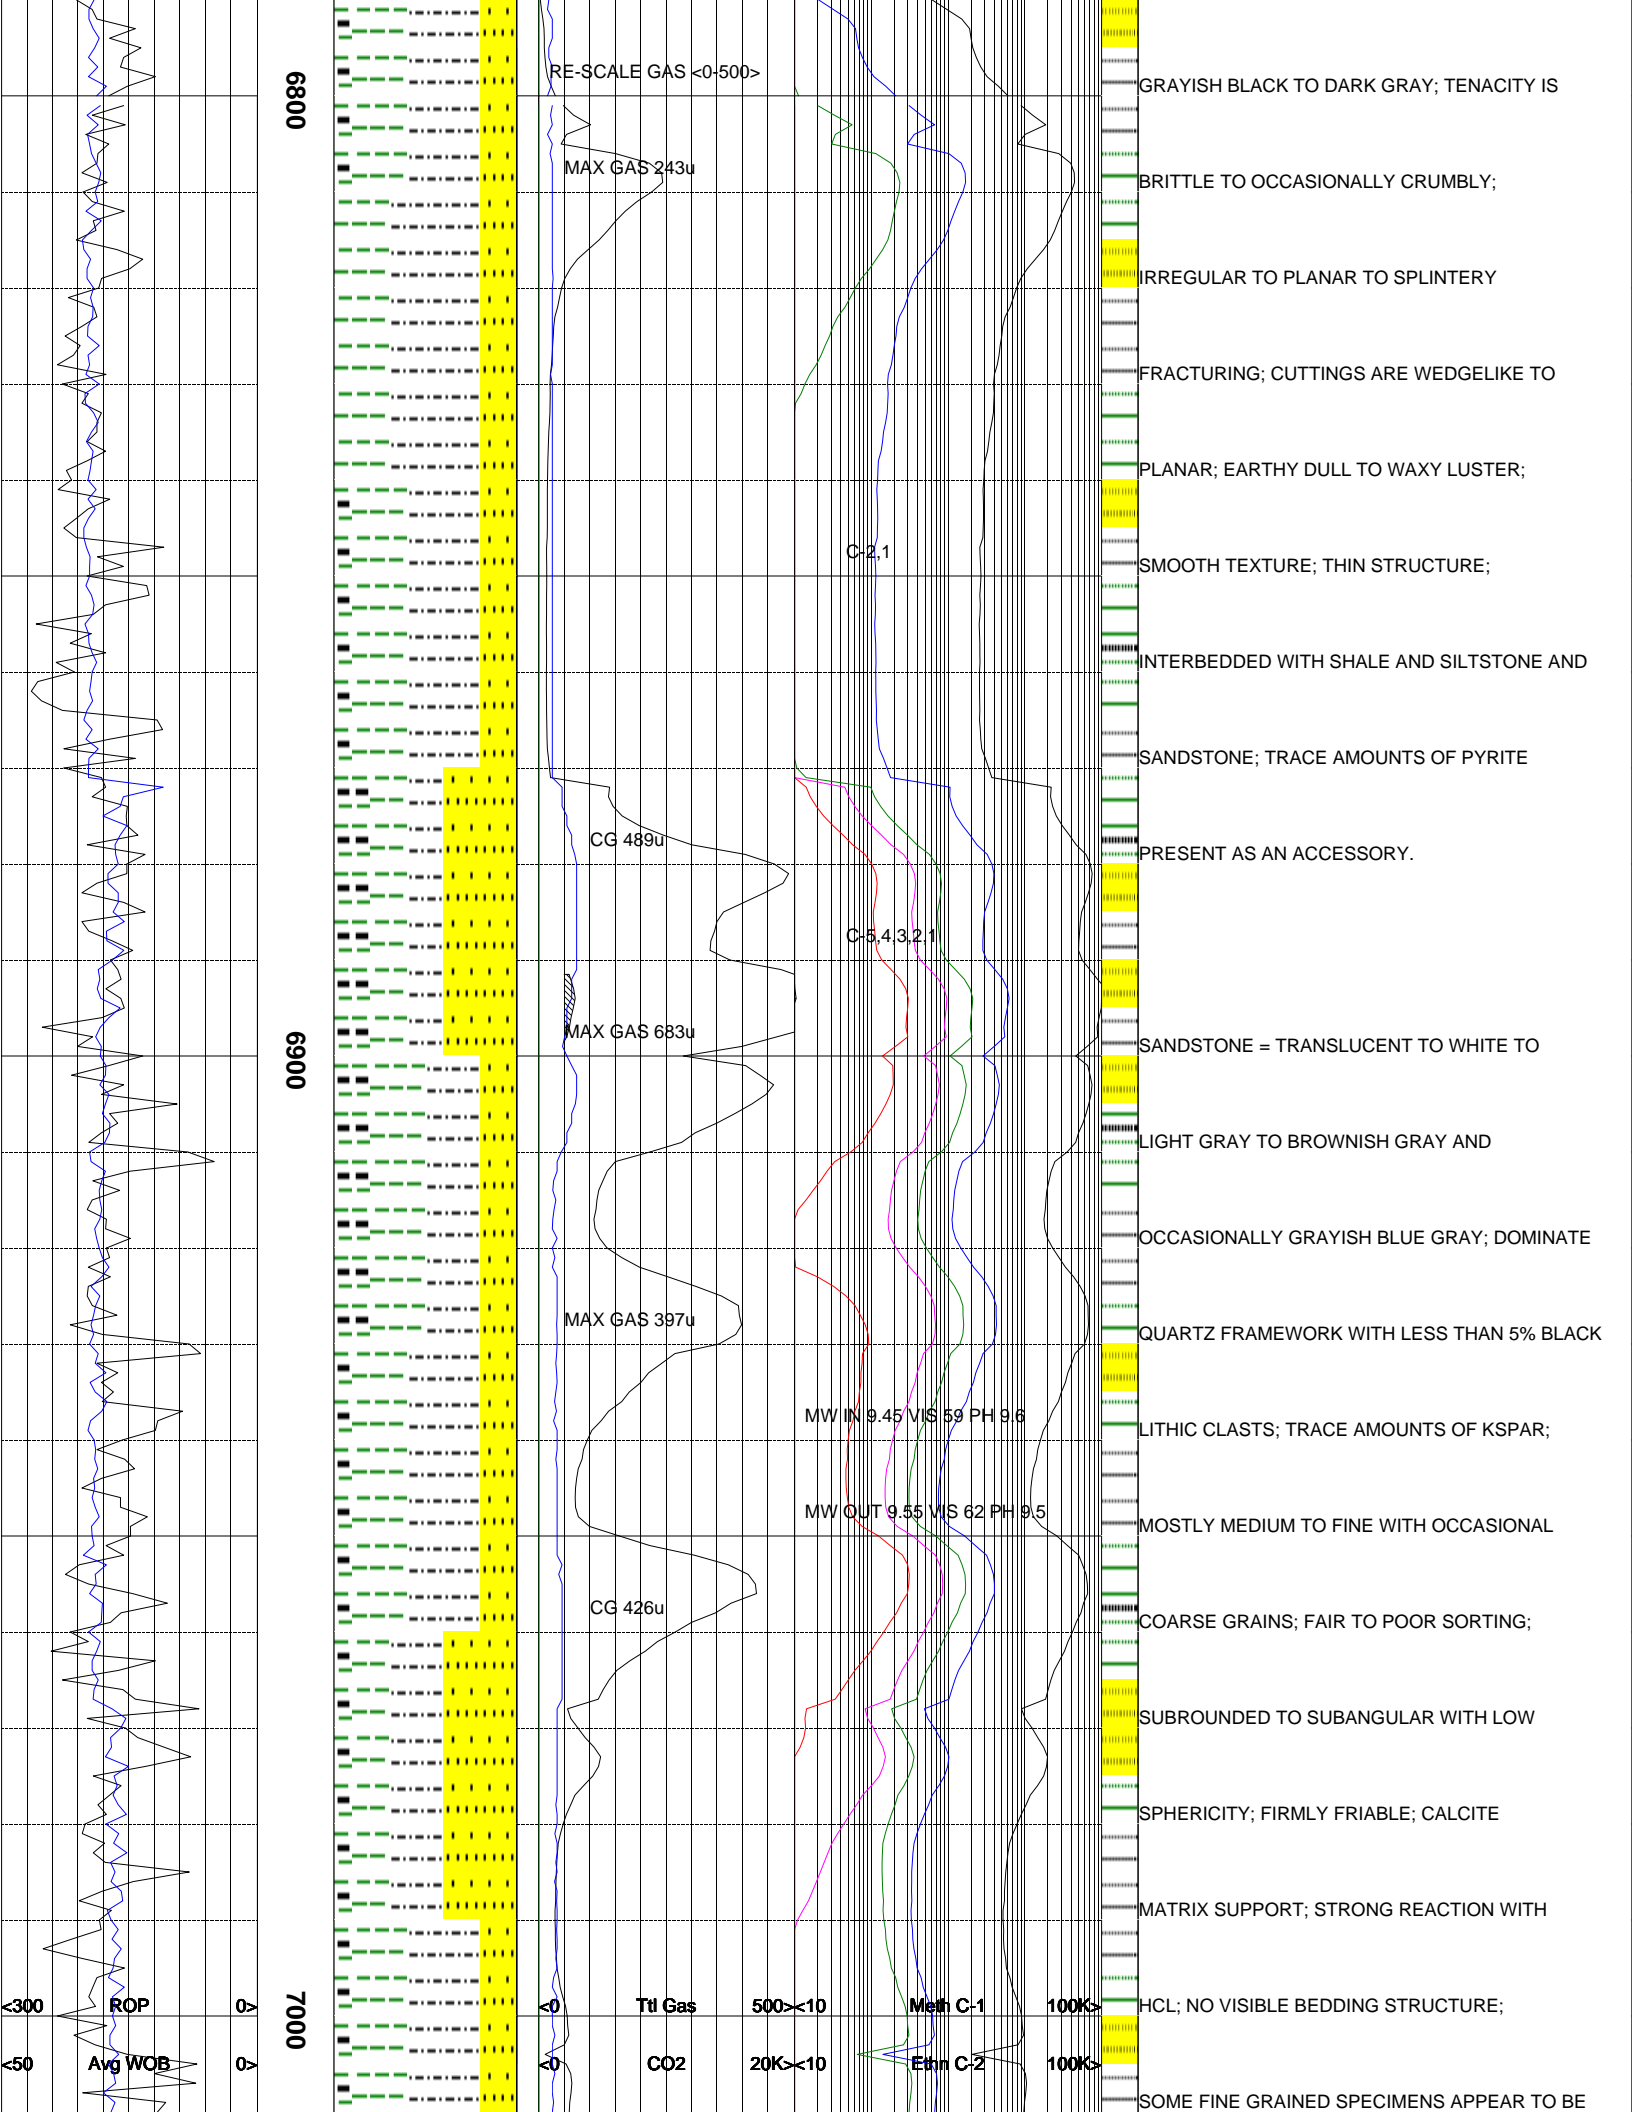 RE-SCALE GAS <0-500>
6800
GRAYISH BLACK TO DARK GRAY; TENACITY IS
MAX GAS 243u
BRITTLE TO OCCASIONALLY CRUMBLY;
IRREGULAR TO PLANAR TO SPLINTERY
FRACTURING; CUTTINGS ARE WEDGELIKE TO
PLANAR; EARTHY DULL TO WAXY LUSTER;
C-2,1
SMOOTH TEXTURE; THIN STRUCTURE;
INTERBEDDED WITH SHALE AND SILTSTONE AND
SANDSTONE; TRACE AMOUNTS OF PYRITE
CG 489u
PRESENT AS AN ACCESSORY.
C-5,4,3,2,1
MAX GAS 683u
6900
SANDSTONE = TRANSLUCENT TO WHITE TO
LIGHT GRAY TO BROWNISH GRAY AND
OCCASIONALLY GRAYISH BLUE GRAY; DOMINATE
MAX GAS 397u
QUARTZ FRAMEWORK WITH LESS THAN 5% BLACK
MW IN 9.45 VIS 59 PH 9.6
LITHIC CLASTS; TRACE AMOUNTS OF KSPAR;
MW OUT 9.55 VIS 62 PH 9.5
MOSTLY MEDIUM TO FINE WITH OCCASIONAL
CG 426u
COARSE GRAINS; FAIR TO POOR SORTING;
SUBROUNDED TO SUBANGULAR WITH LOW
SPHERICITY; FIRMLY FRIABLE; CALCITE
MATRIX SUPPORT; STRONG REACTION WITH
<300 ROP 0>
7000
<0 Ttl Gas 500>
<10 Meth C-1 100K>
HCL; NO VISIBLE BEDDING STRUCTURE;
<50 Avg WOB 0>
<0 CO2 20K>
<10 Ethn C-2 100K>
SOME FINE GRAINED SPECIMENS APPEAR TO BE